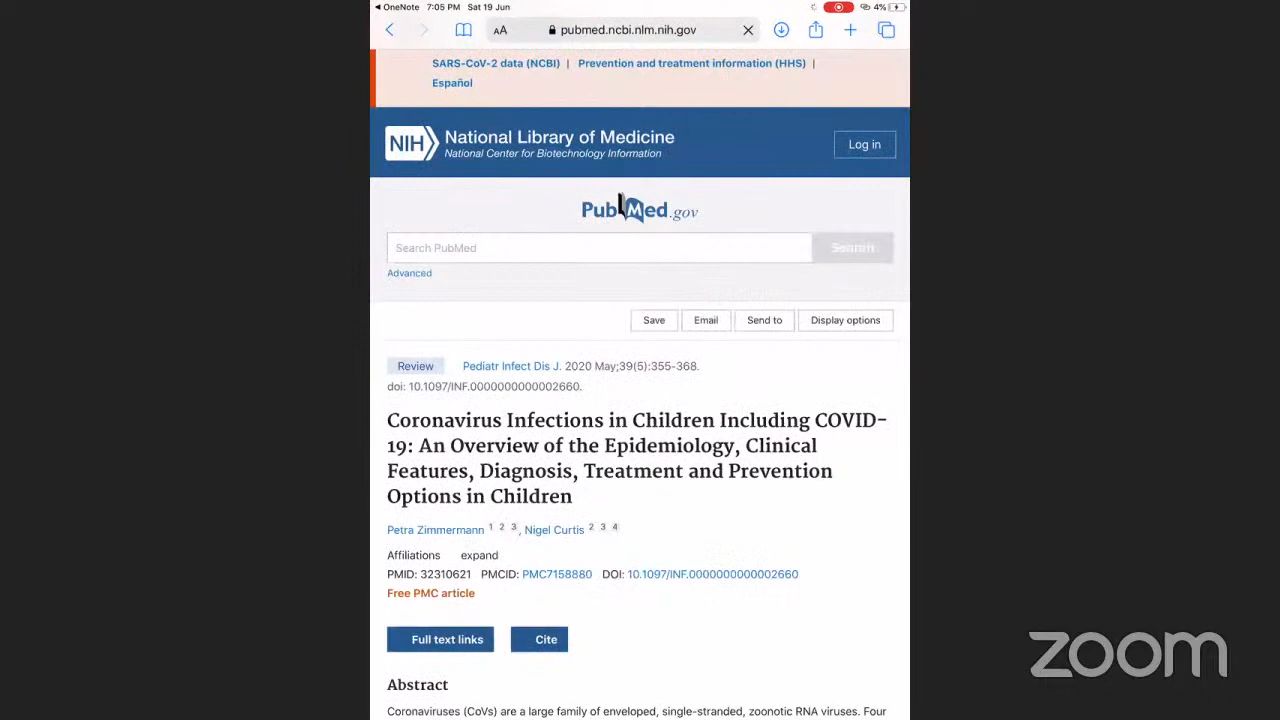 OneNote 7:05 PM Sat 19 Jun 4%
AA pubmed.ncbi.nlm.nih.gov
SARS-CoV-2 data (NCBI) | Prevention and treatment information (HHS) |
Español
NIH National Library of Medicine
National Center for Biotechnology Information
Log in
PubMed.gov
Search PubMed Search
Advanced
Save Email Send to Display options
Review Pediatr Infect Dis J. 2020 May;39(5):355-368.
doi: 10.1097/INF.0000000000002660.
Coronavirus Infections in Children Including COVID-
19: An Overview of the Epidemiology, Clinical
Features, Diagnosis, Treatment and Prevention
Options in Children
Petra Zimmermann 1 2 3, Nigel Curtis 2 3 4
Affiliations expand
PMID: 32310621 PMCID: PMC7158880 DOI: 10.1097/INF.0000000000002660
Free PMC article
Full text links Cite
Abstract
Coronaviruses (CoVs) are a large family of enveloped, single-stranded, zoonotic RNA viruses. Four
zoom